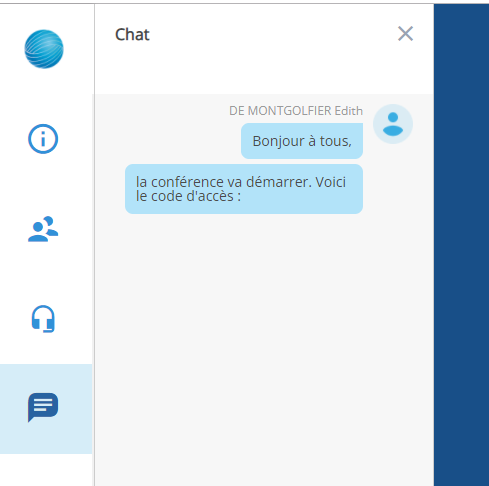 Chat
DE MONTGOLFIER Edith
Bonjour à tous,
la conférence va démarrer. Voici
le code d'accès :